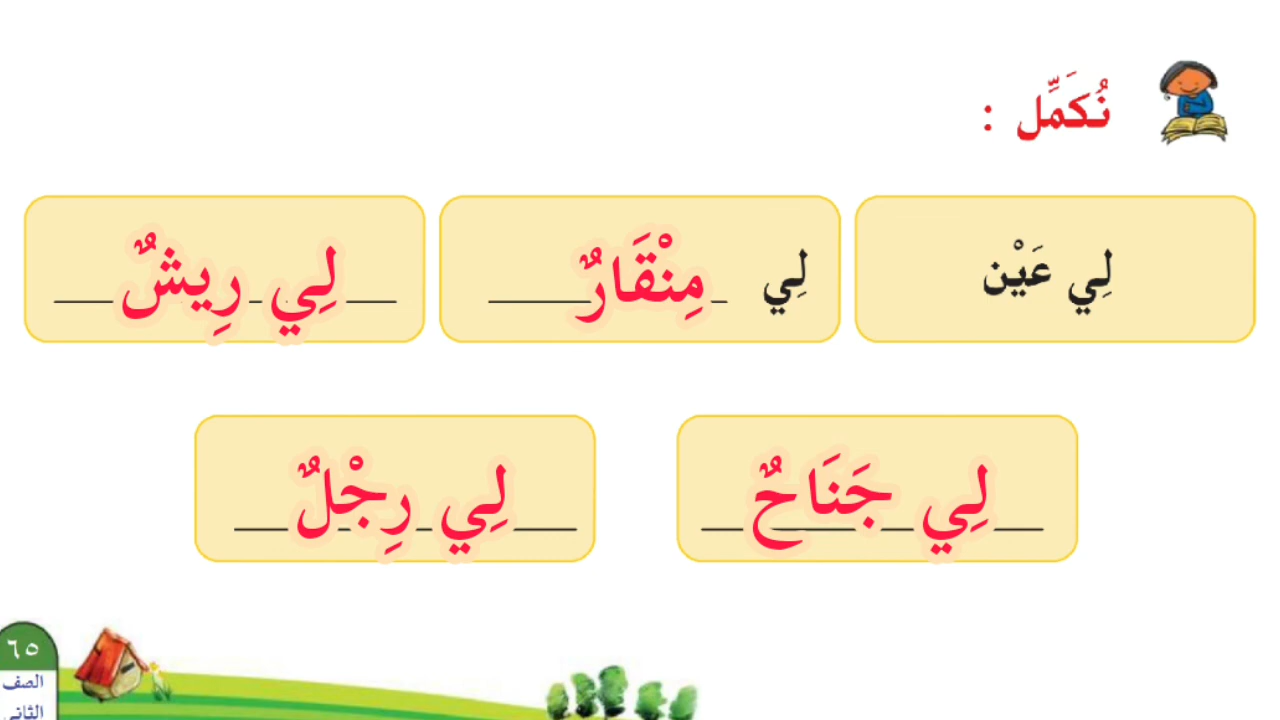 نُكَمِّل :
لِي عَيْن
لِي مِنْقَارٌ
لِي رِيشٌ
لِي جَنَاحٌ
لِي رِجْلٌ
٦٥
الصف
الثاني